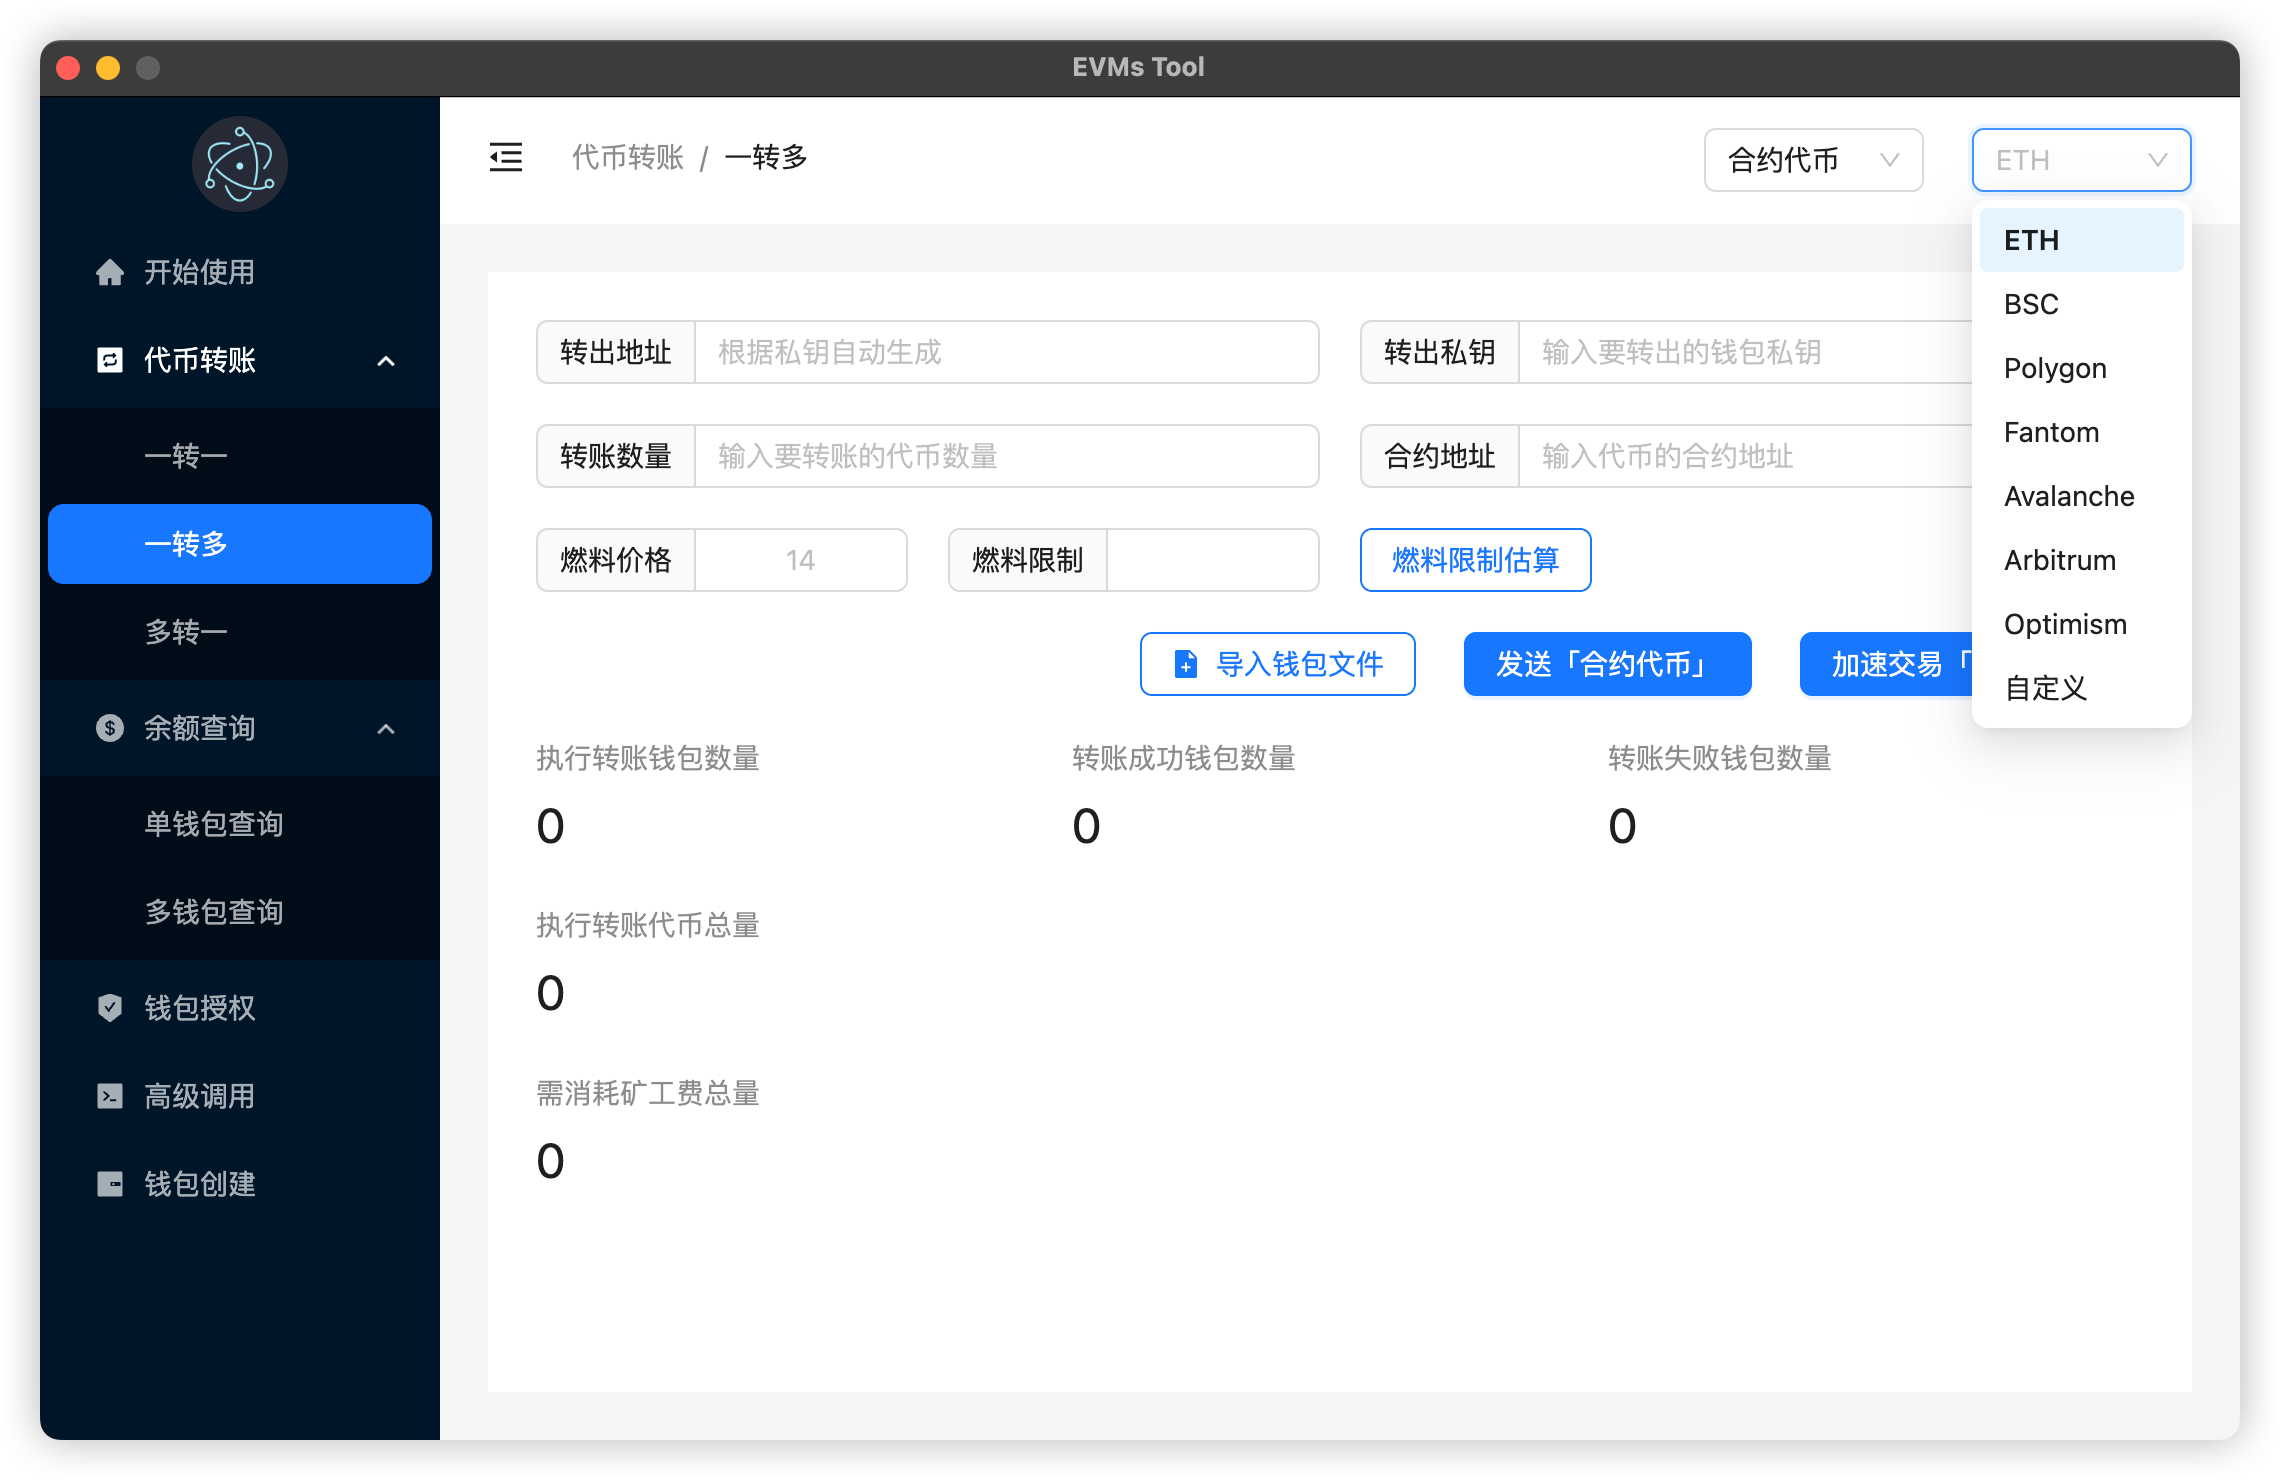 EVMs Tool
开始使用
代币转账
一转一
一转多
多转一
余额查询
单钱包查询
多钱包查询
钱包授权
高级调用
钱包创建
代币转账 / 一转多
合约代币
ETH
ETH
BSC
Polygon
Fantom
Avalanche
Arbitrum
Optimism
自定义
转出地址 根据私钥自动生成
转出私钥 输入要转出的钱包私钥
转账数量 输入要转账的代币数量
合约地址 输入代币的合约地址
燃料价格 14
燃料限制
燃料限制估算
导入钱包文件
发送「合约代币」
加速交易「
执行转账钱包数量
0
转账成功钱包数量
0
转账失败钱包数量
0
执行转账代币总量
0
需消耗矿工费总量
0